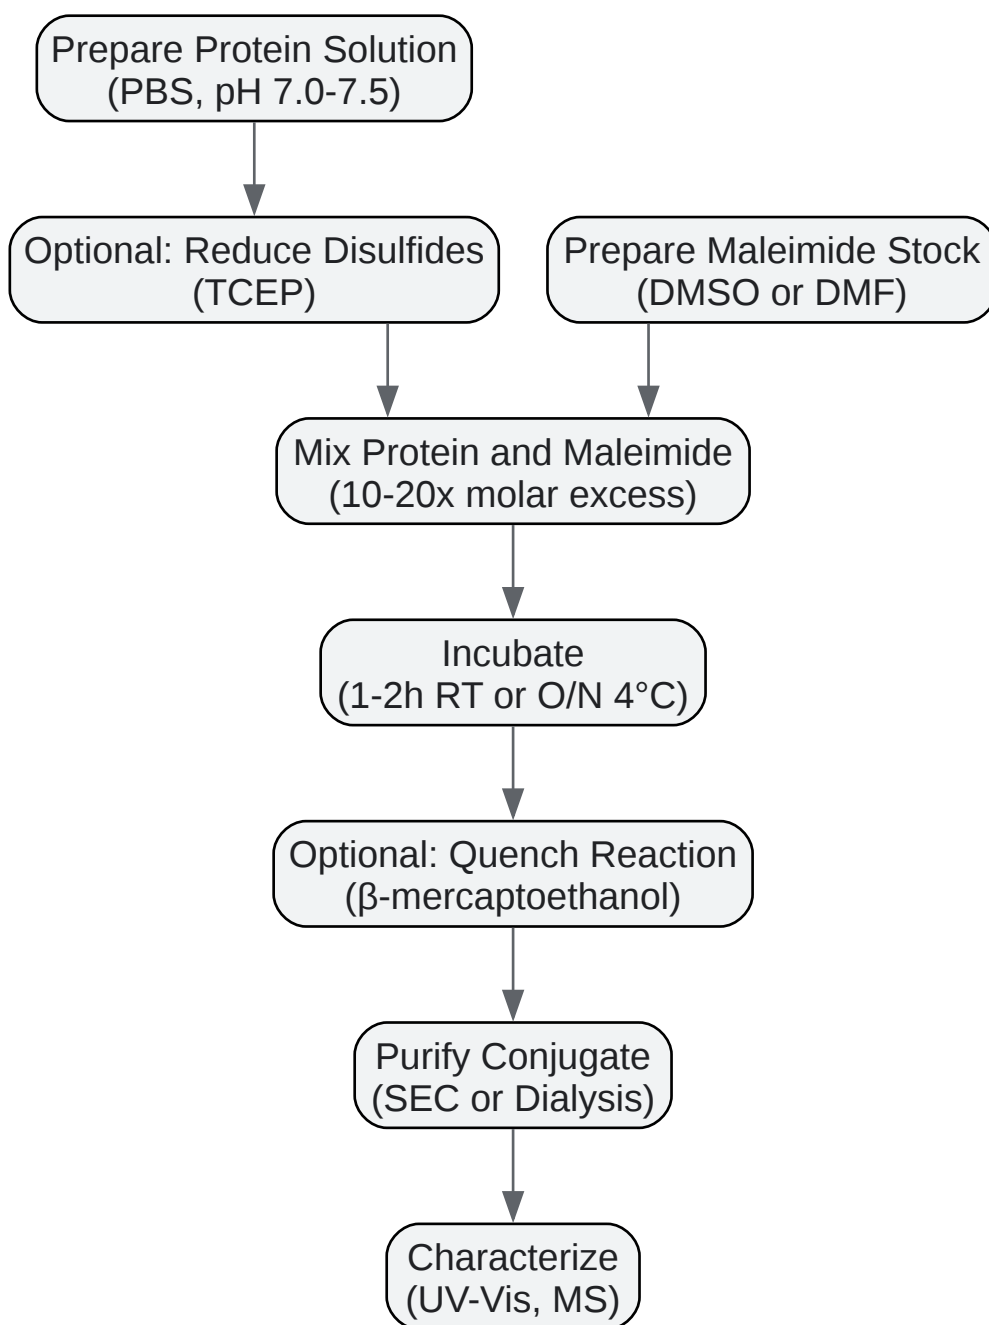 Prepare Protein Solution
(PBS, pH 7.0-7.5)
Optional: Reduce Disulfides
(TCEP)
Prepare Maleimide Stock
(DMSO or DMF)
Mix Protein and Maleimide
(10-20x molar excess)
Incubate
(1-2h RT or O/N 4°C)
Optional: Quench Reaction
(β-mercaptoethanol)
Purify Conjugate
(SEC or Dialysis)
Characterize
(UV-Vis, MS)